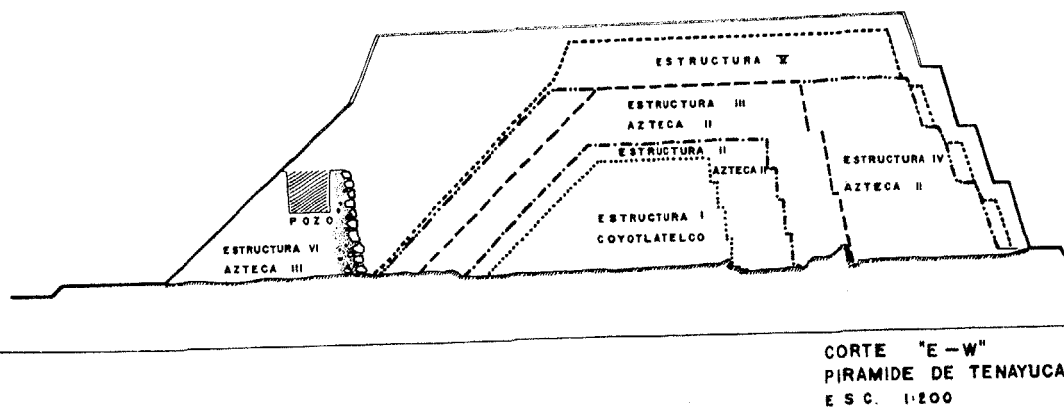 ESTRUCTURA V
ESTRUCTURA III
AZTECA II
ESTRUCTURA II
AZTECA II
ESTRUCTURA IV
AZTECA II
POZO
ESTRUCTURA I
COYOTLATELCO
ESTRUCTURA VI
AZTECA III
CORTE "E-W"
PIRAMIDE DE TENAYUCA
ESC. 1:200